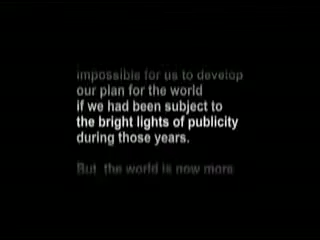 impossible for us to develop
our plan for the world
if we had been subject to
the bright lights of publicity
during those years.
But, the world is now more